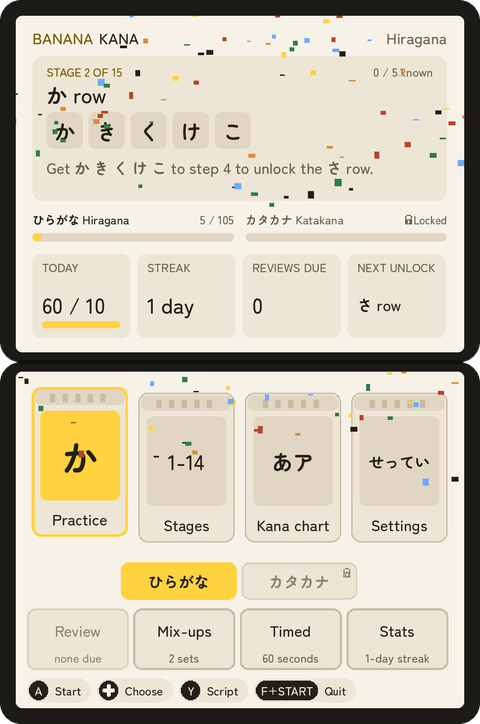 BANANA KANA
Hiragana
STAGE 2 OF 15
0 / 5 known
か row
か き く け こ
Get か き く け こ to step 4 to unlock the さ row.
ひらがな Hiragana
5 / 105
カタカナ Katakana
Locked
TODAY
STREAK
REVIEWS DUE
NEXT UNLOCK
60 / 10
1 day
0
さ row
か
1-14
あア
せってい
Practice
Stages
Kana chart
Settings
ひらがな
カタカナ
Review
Mix-ups
Timed
Stats
none due
2 sets
60 seconds
1-day streak
A Start
Choose
Y Script
F+START Quit